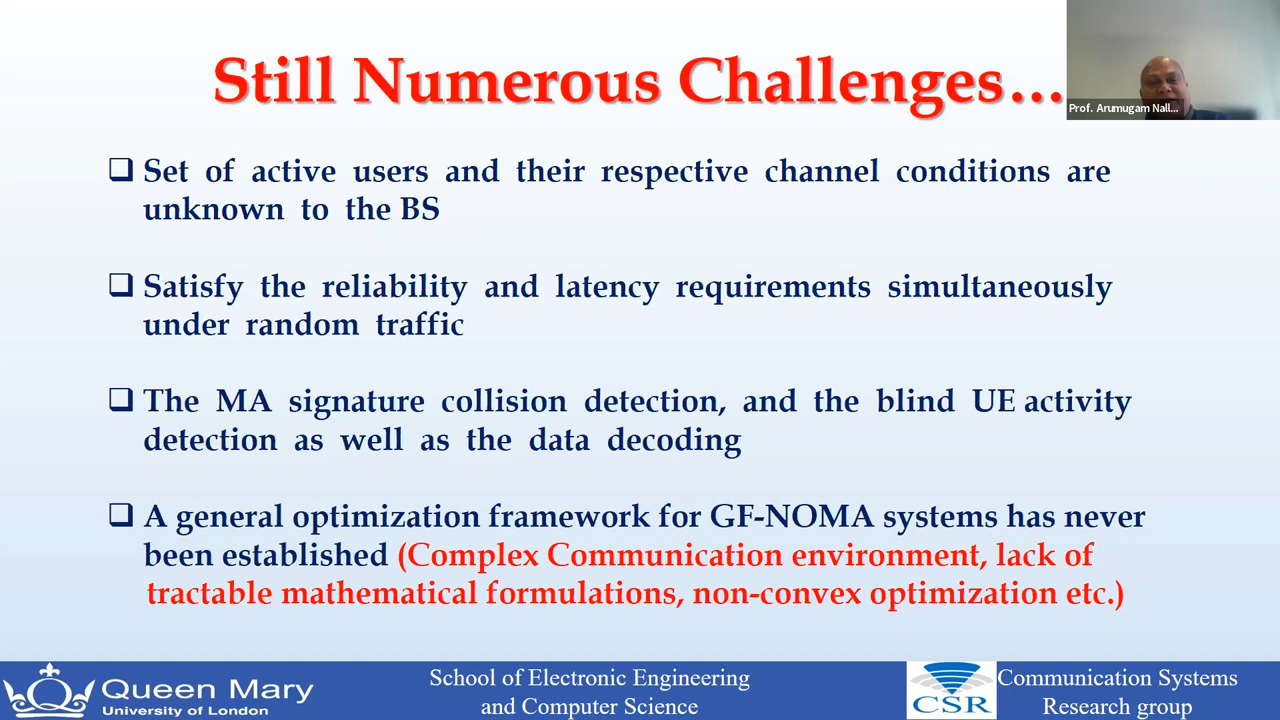 Still Numerous Challenges…
Prof. Arumugam Nall...
❑ Set of active users and their respective channel conditions are
unknown to the BS
❑ Satisfy the reliability and latency requirements simultaneously
under random traffic
❑ The MA signature collision detection, and the blind UE activity
detection as well as the data decoding
❑ A general optimization framework for GF-NOMA systems has never
been established (Complex Communication environment, lack of
tractable mathematical formulations, non-convex optimization etc.)
Queen Mary
University of London
School of Electronic Engineering
and Computer Science
CSR
Communication Systems
Research group